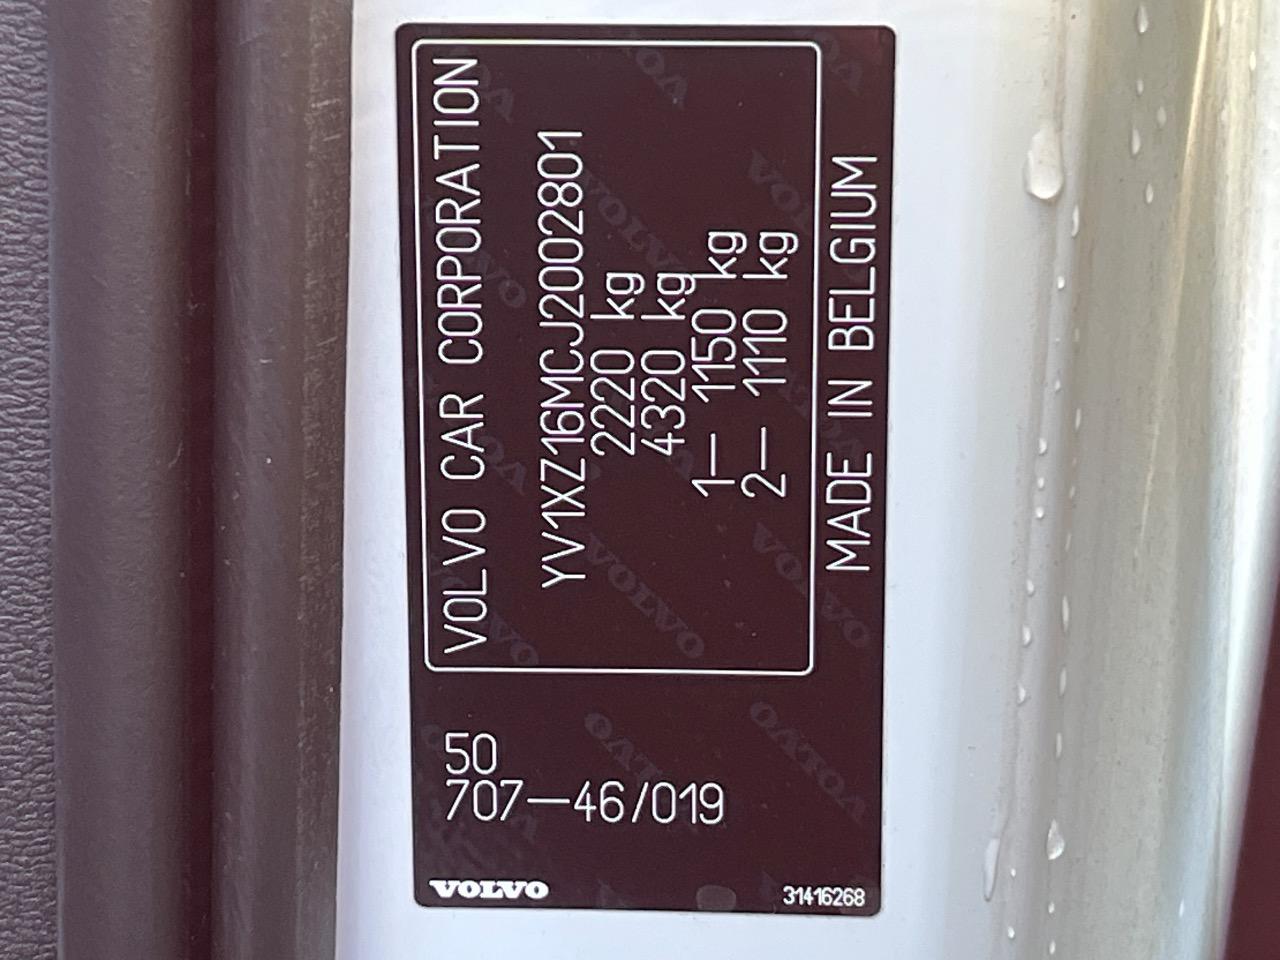 VOLVO CAR CORPORATION
YV1XZ16MCJ2002801
2220 kg
4320 kg
1— 1150 kg
2— 1110 kg
MADE IN BELGIUM
50
707—46/019
VOLVO
31416268